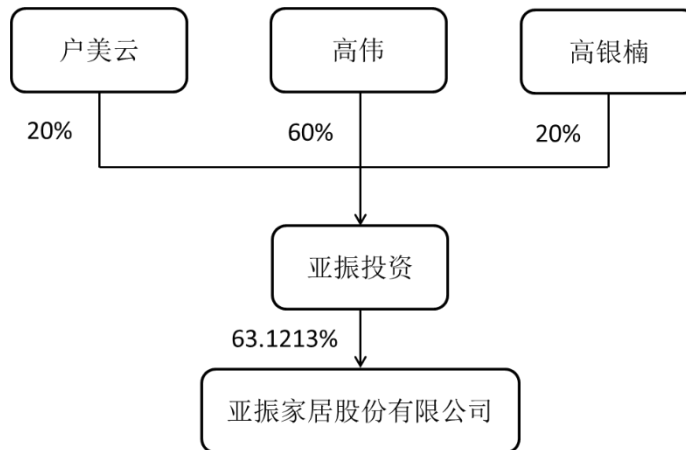 户美云
高伟
高银楠
20%
60%
20%
亚振投资
63.1213%
亚振家居股份有限公司